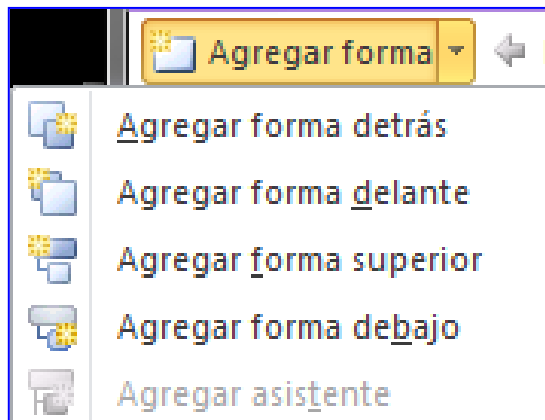 Agregar forma
Agregar forma detrás
Agregar forma delante
Agregar forma superior
Agregar forma debajo
Agregar asistente